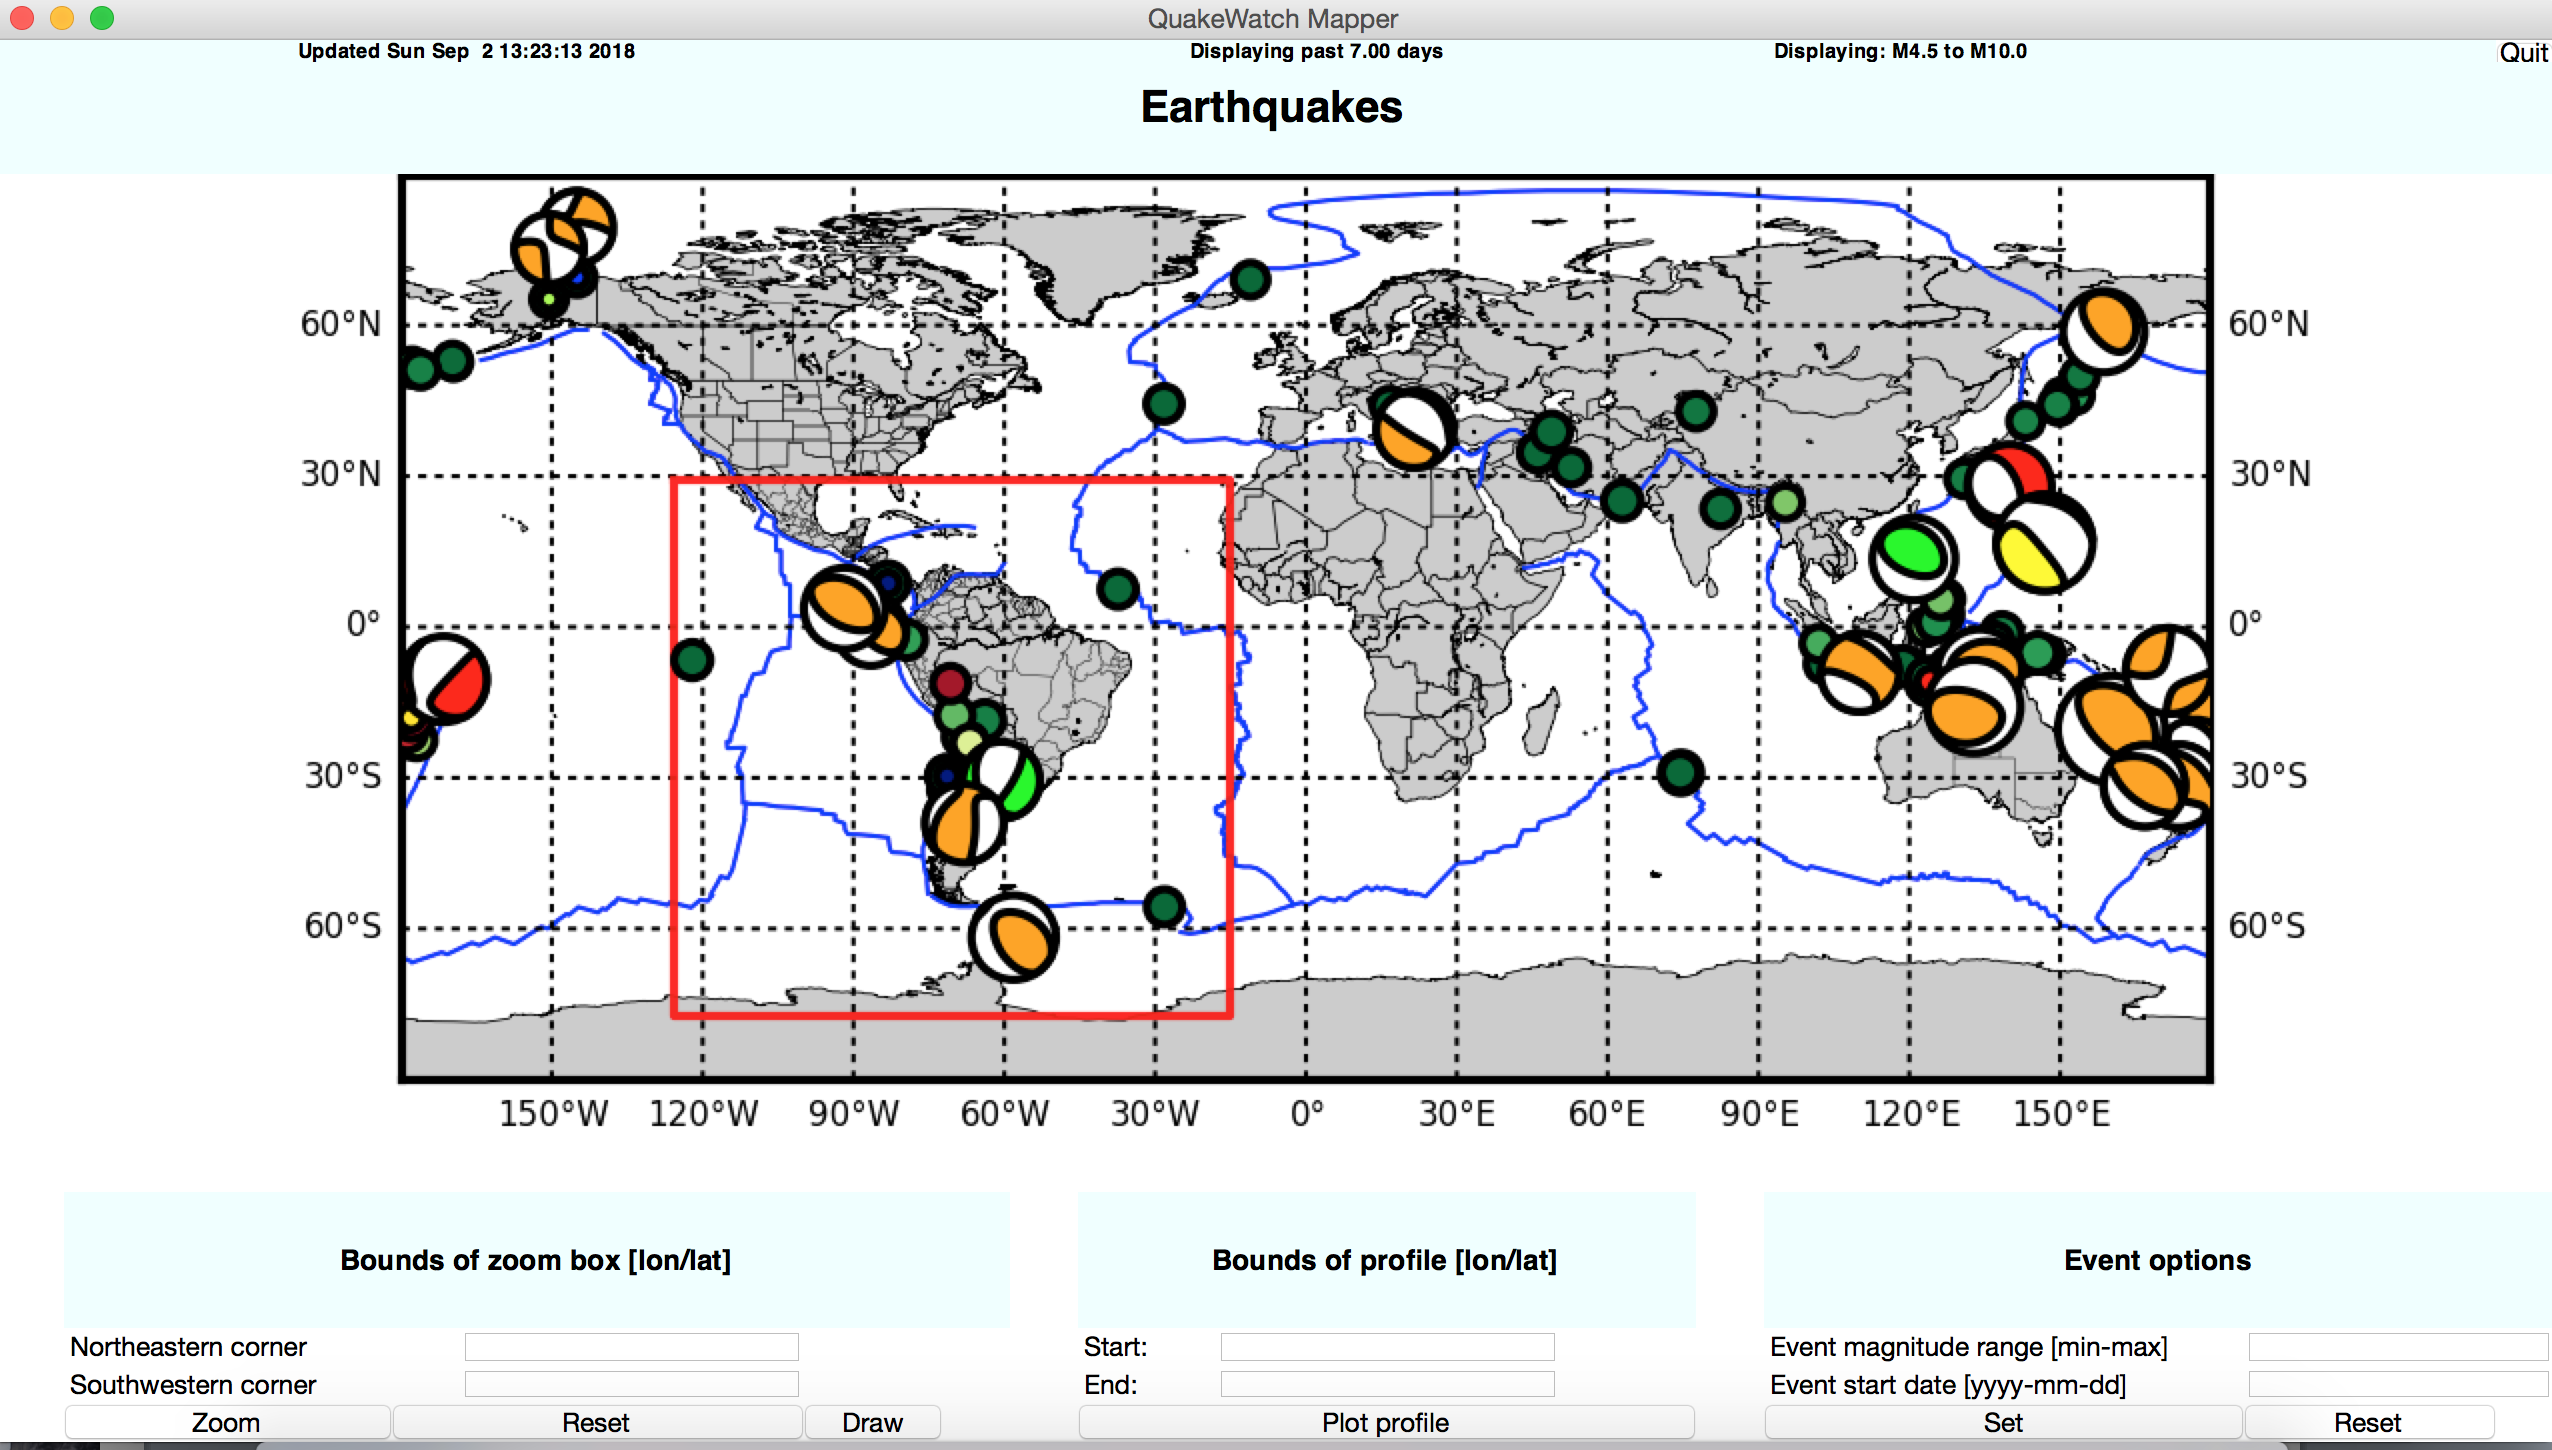 QuakeWatch Mapper
Updated Sun Sep  2 13:23:13 2018
Displaying past 7.00 days
Displaying: M4.5 to M10.0
Quit
Earthquakes
60°N
60°N
30°N
30°N
0°
0°
30°S
30°S
60°S
60°S
150°W
120°W
90°W
60°W
30°W
0°
30°E
60°E
90°E
120°E
150°E
Bounds of zoom box [lon/lat]
Northeastern corner
Southwestern corner
Zoom
Reset
Draw
Bounds of profile [lon/lat]
Start:
End:
Plot profile
Event options
Event magnitude range [min-max]
Event start date [yyyy-mm-dd]
Set
Reset